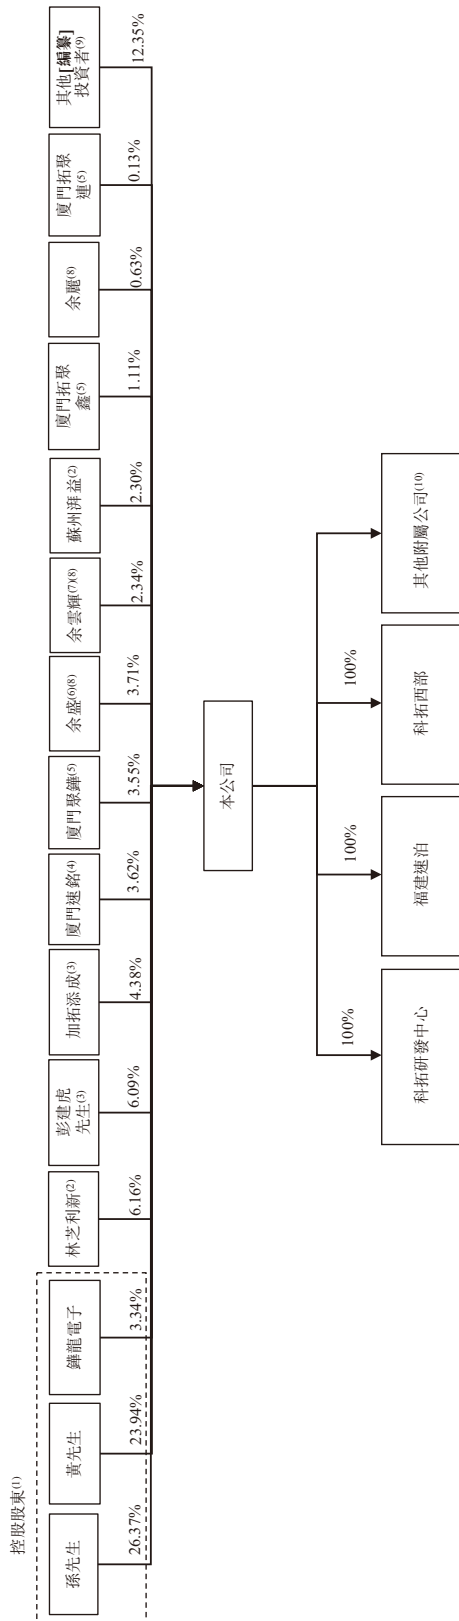 控股股東(1)
孫先生
26.37%
黃先生
23.94%
鏵龍電子
3.34%
林芝利新(2)
6.16%
彭建虎
先生(3)
6.09%
加拓添成(3)
4.38%
廈門速銘(4)
3.62%
廈門聚鏵(5)
3.55%
余盛(6)(8)
3.71%
余雲輝(7)(8)
2.34%
蘇州湃益(2)
2.30%
廈門拓聚
鑫(5)
1.11%
余麗(8)
0.63%
廈門拓聚
連(5)
0.13%
其他[編纂]
投資者(9)
12.35%
本公司
100%
科拓研發中心
100%
福建速泊
100%
科拓西部
其他附屬公司(10)